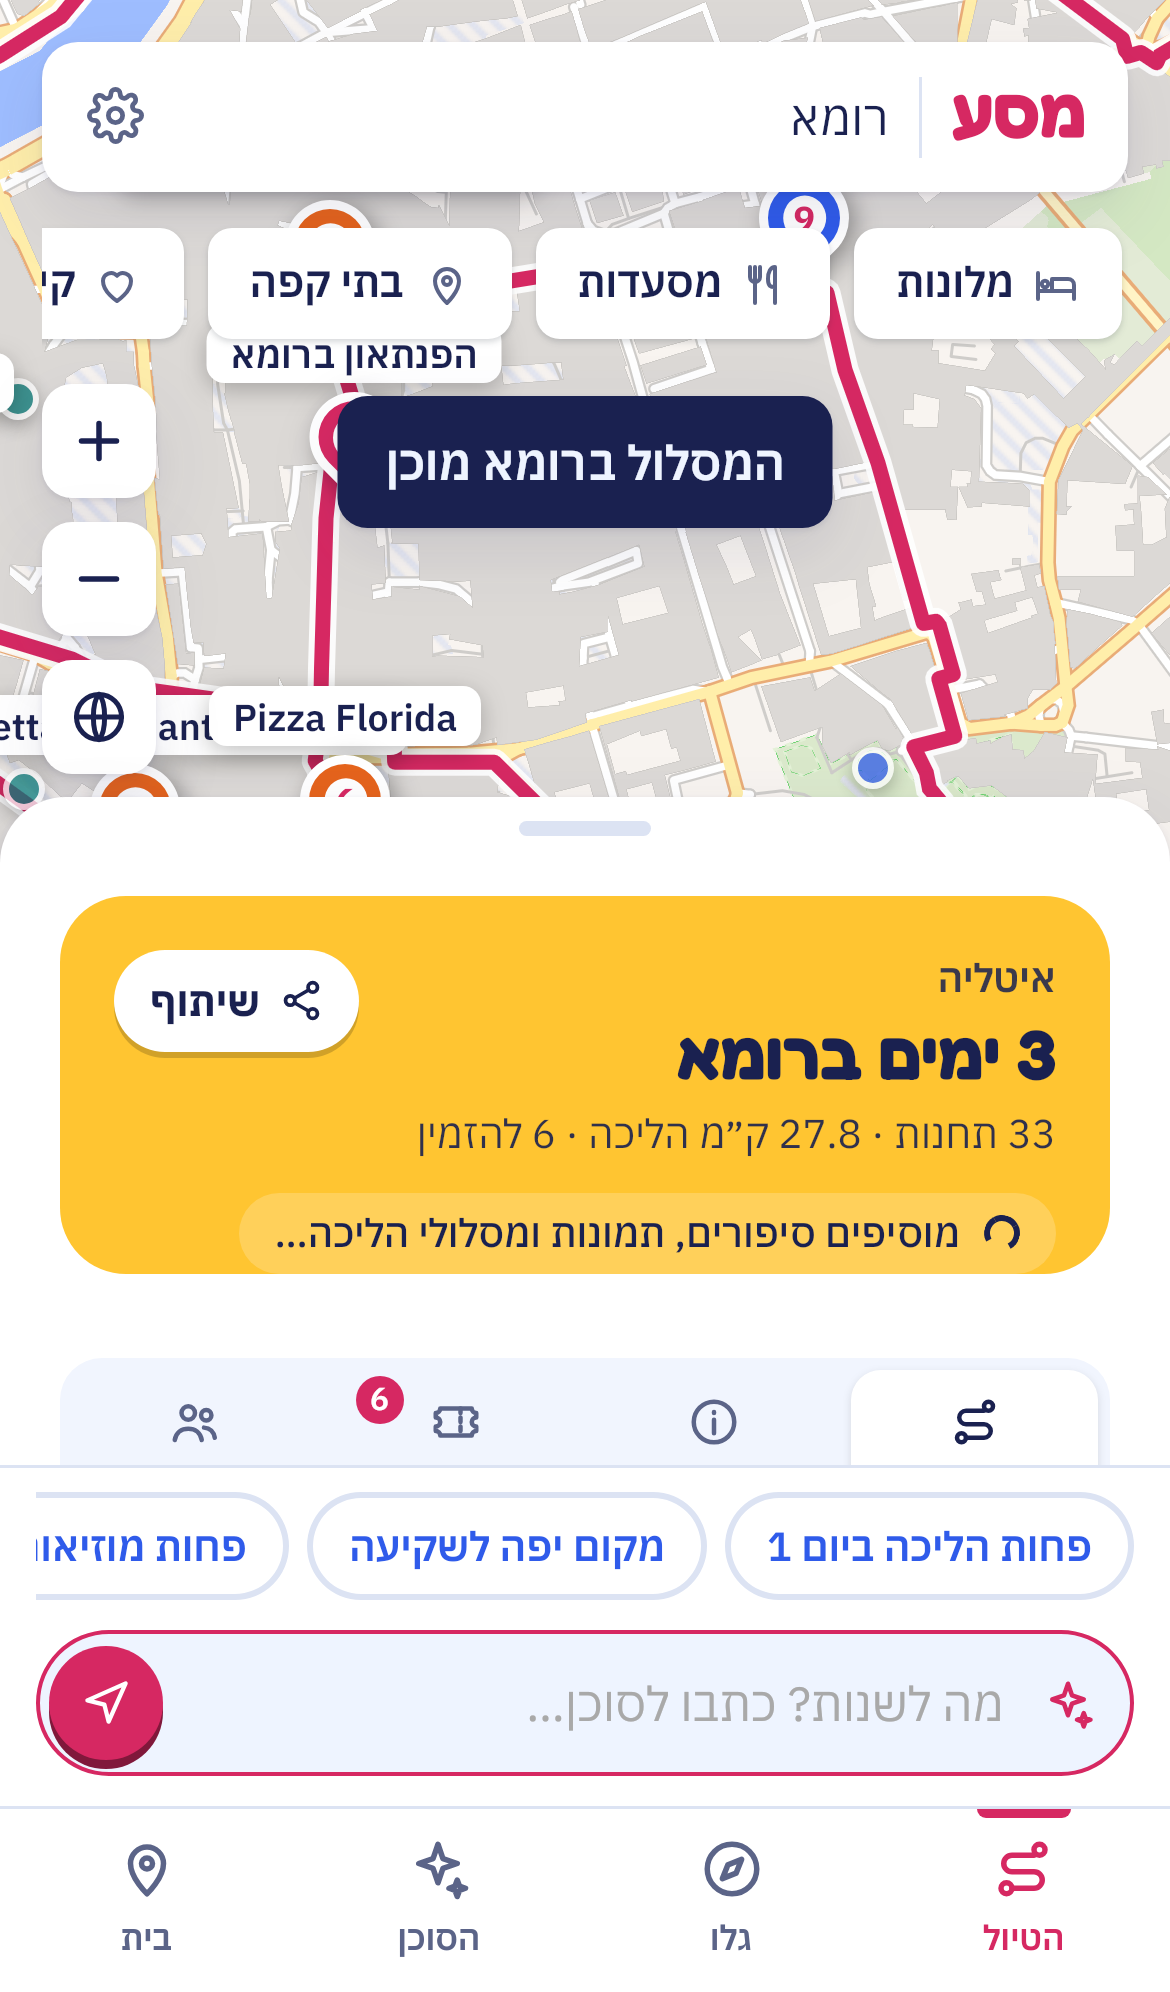 מסע
רומא
9
מלונות
מסעדות
בתי קפה
קי
הפנתאון ברומא
המסלול ברומא מוכן
Pizza Florida
איטליה
שיתוף
3 ימים ברומא
33 תחנות · 27.8 ק״מ הליכה · 6 להזמין
מוסיפים סיפורים, תמונות ומסלולי הליכה...
6
פחות הליכה ביום 1
מקום יפה לשקיעה
פחות מוזיאו
מה לשנות? כתבו לסוכן...
הטיול
גלו
הסוכן
בית